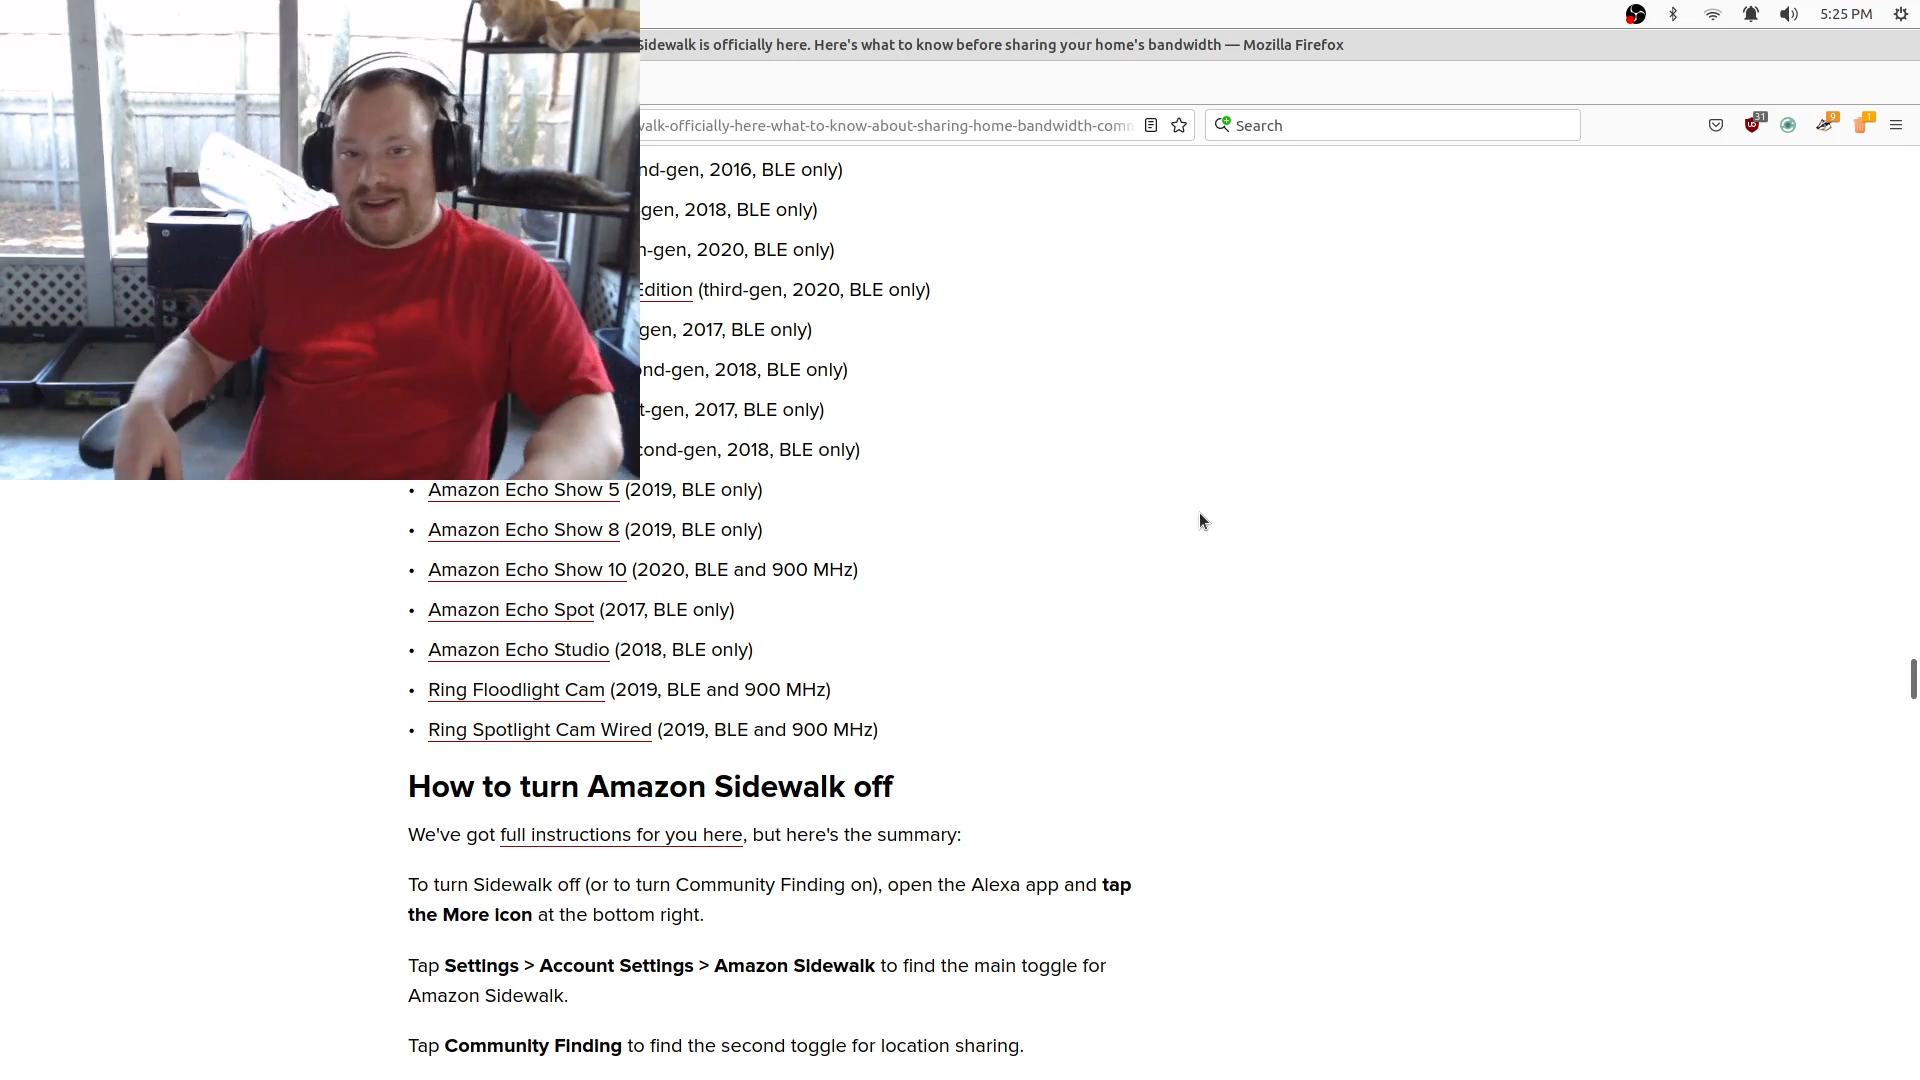 5:25 PM
Sidewalk is officially here. Here's what to know before sharing your home's bandwidth — Mozilla Firefox
walk-officially-here-what-to-know-about-sharing-home-bandwidth-comm
Search
31
9
1
nd-gen, 2016, BLE only)
gen, 2018, BLE only)
h-gen, 2020, BLE only)
Edition (third-gen, 2020, BLE only)
gen, 2017, BLE only)
ond-gen, 2018, BLE only)
t-gen, 2017, BLE only)
cond-gen, 2018, BLE only)
• Amazon Echo Show 5 (2019, BLE only)
• Amazon Echo Show 8 (2019, BLE only)
• Amazon Echo Show 10 (2020, BLE and 900 MHz)
• Amazon Echo Spot (2017, BLE only)
• Amazon Echo Studio (2018, BLE only)
• Ring Floodlight Cam (2019, BLE and 900 MHz)
• Ring Spotlight Cam Wired (2019, BLE and 900 MHz)
How to turn Amazon Sidewalk off
We've got full instructions for you here, but here's the summary:
To turn Sidewalk off (or to turn Community Finding on), open the Alexa app and tap
the More icon at the bottom right.
Tap Settings > Account Settings > Amazon Sidewalk to find the main toggle for
Amazon Sidewalk.
Tap Community Finding to find the second toggle for location sharing.